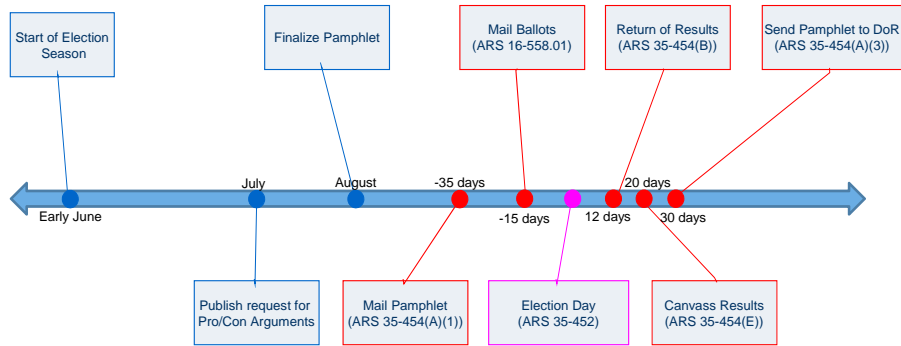 Start of Election
Season
Finalize Pamphlet
Mail Ballots
(ARS 16-558.01)
Return of Results
(ARS 35-454(B))
Send Pamphlet to DoR
(ARS 35-454(A)(3))
Early June
July
August
-35 days
-15 days
12 days
20 days
30 days
Publish request for
Pro/Con Arguments
Mail Pamphlet
(ARS 35-454(A)(1))
Election Day
(ARS 35-452)
Canvass Results
(ARS 35-454(E))